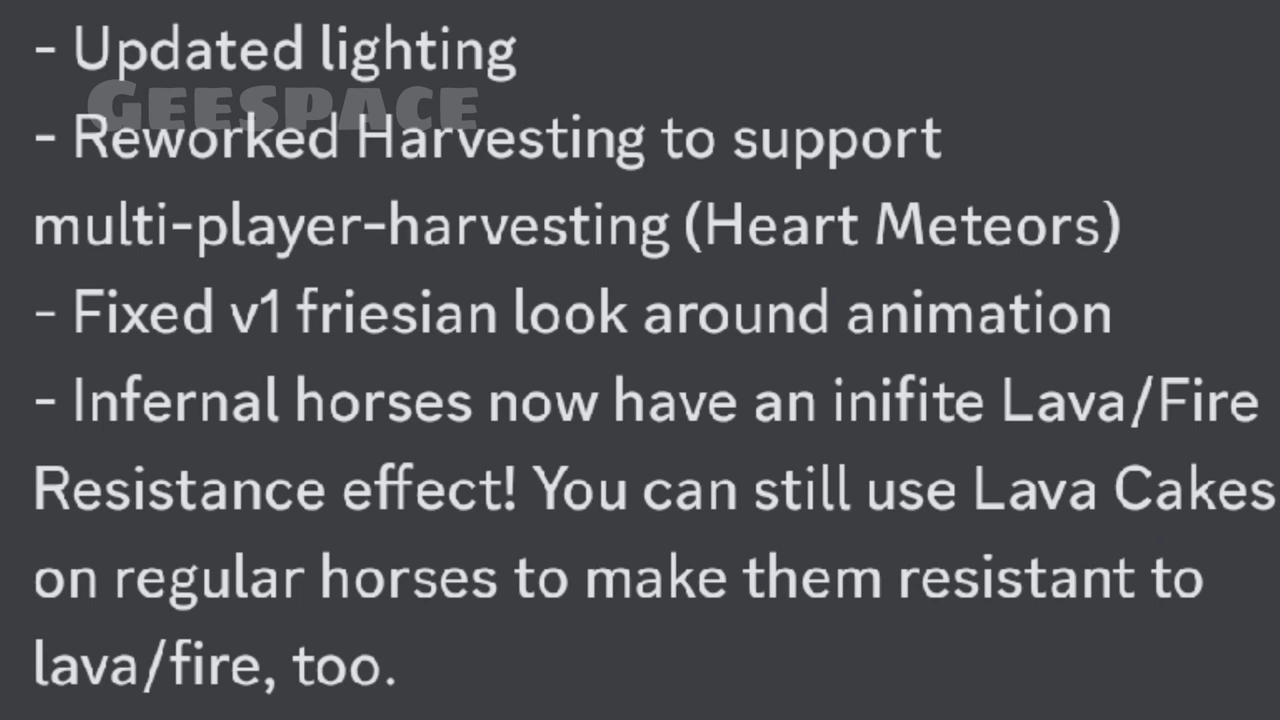 - Updated lighting
GEESPACE
- Reworked Harvesting to support
multi-player-harvesting (Heart Meteors)
- Fixed v1 friesian look around animation
- Infernal horses now have an inifite Lava/Fire
Resistance effect! You can still use Lava Cakes
on regular horses to make them resistant to
lava/fire, too.